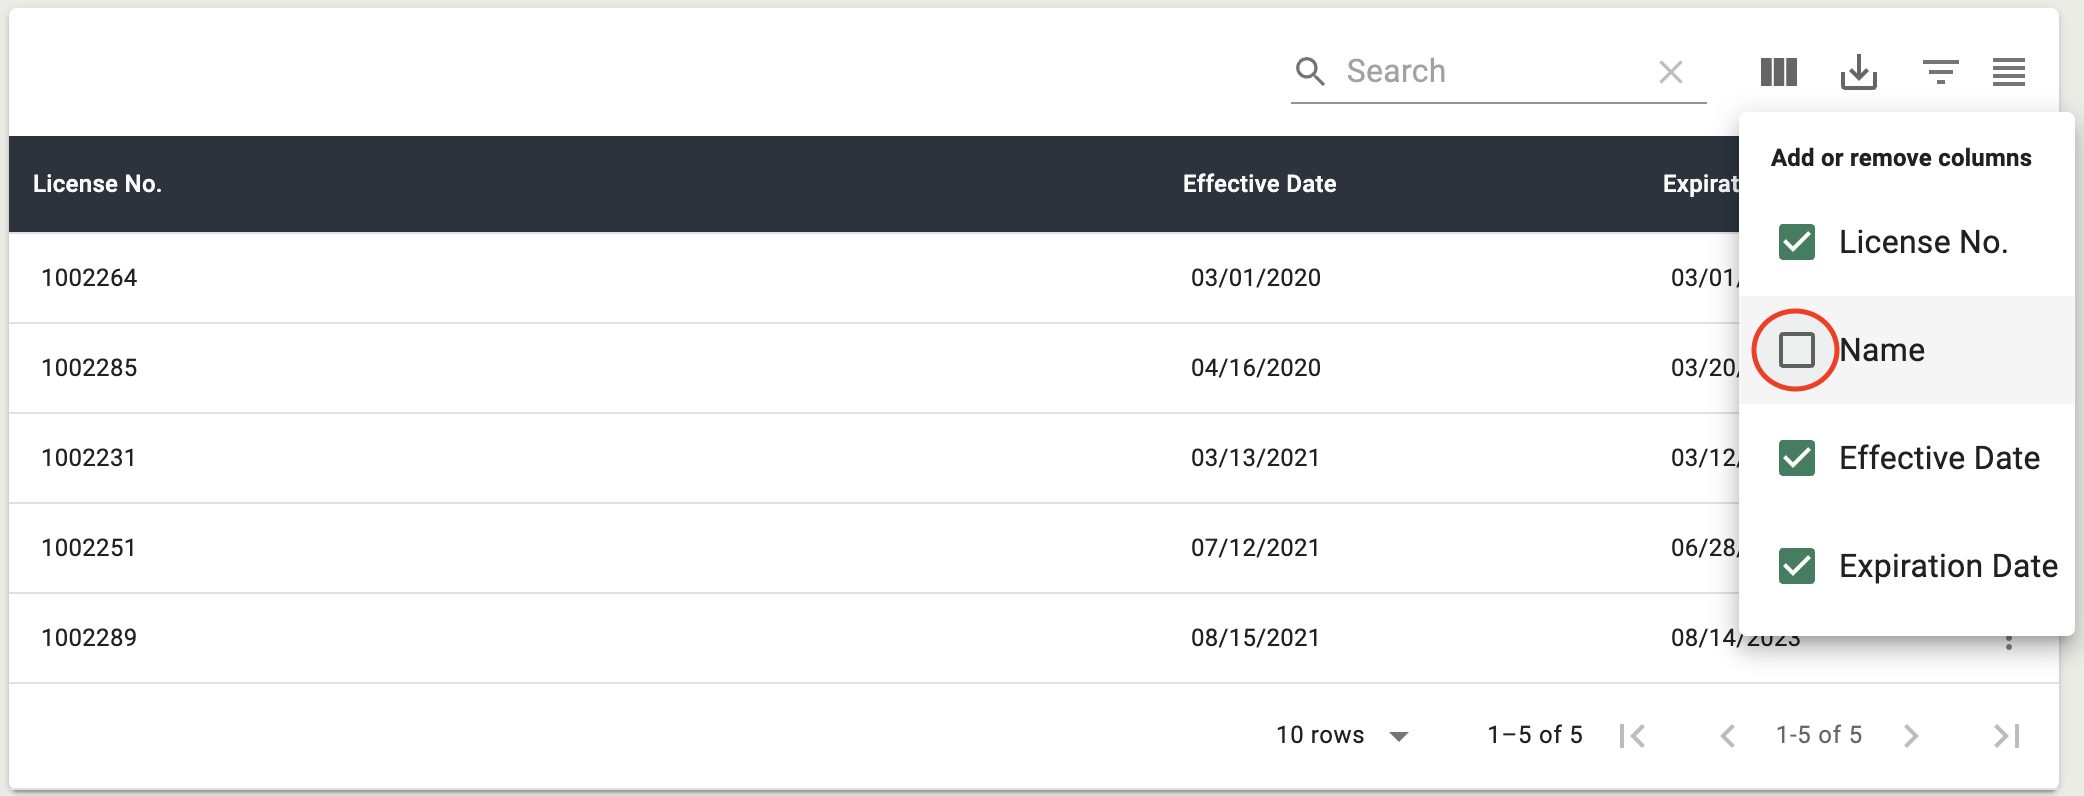 Search
Add or remove columns
License No. Effective Date Expirat
License No.
1002264 03/01/2020 03/01/
Name
1002285 04/16/2020 03/20/
Effective Date
1002231 03/13/2021 03/12/
Expiration Date
1002251 07/12/2021 06/28/
1002289 08/15/2021 08/14/2023
10 rows 1–5 of 5 1-5 of 5